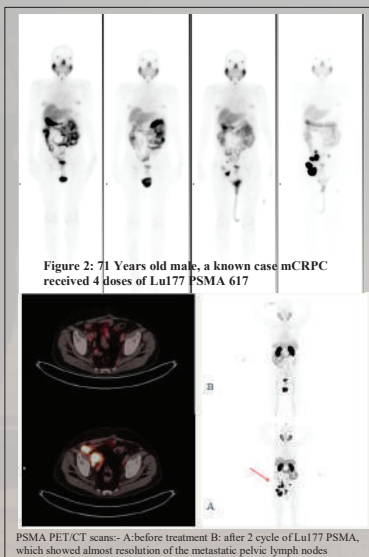 Figure 2: 71 Years old male, a known case mCRPC
received 4 doses of Lu177 PSMA 617
B
A
PSMA PET/CT scans:- A:before treatment B: after 2 cycle of Lu177 PSMA,
which showed almost resolution of the metastatic pelvic lymph nodes